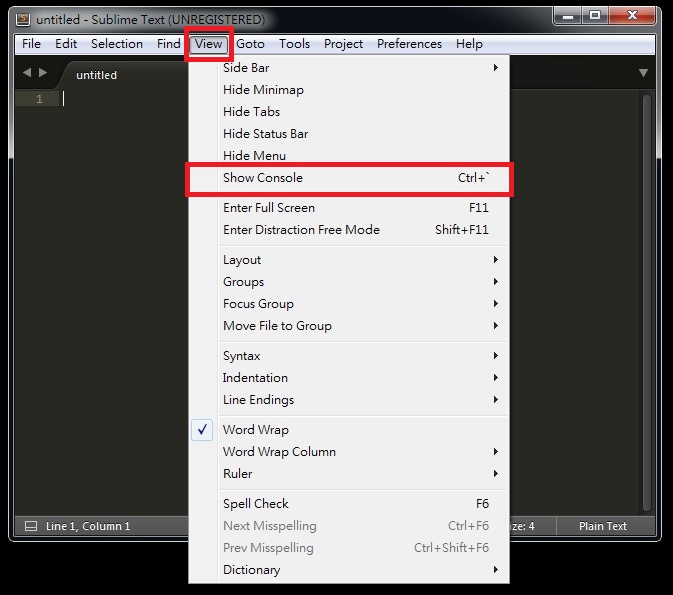 untitled - Sublime Text (UNREGISTERED)
File Edit Selection Find View Goto Tools Project Preferences Help
untitled
1
Side Bar
Hide Minimap
Hide Tabs
Hide Status Bar
Hide Menu
Show Console Ctrl+`
Enter Full Screen F11
Enter Distraction Free Mode Shift+F11
Layout
Groups
Focus Group
Move File to Group
Syntax
Indentation
Line Endings
Word Wrap
Word Wrap Column
Ruler
Spell Check F6
Next Misspelling Ctrl+F6
Prev Misspelling Ctrl+Shift+F6
Dictionary
Line 1, Column 1 4 Plain Text